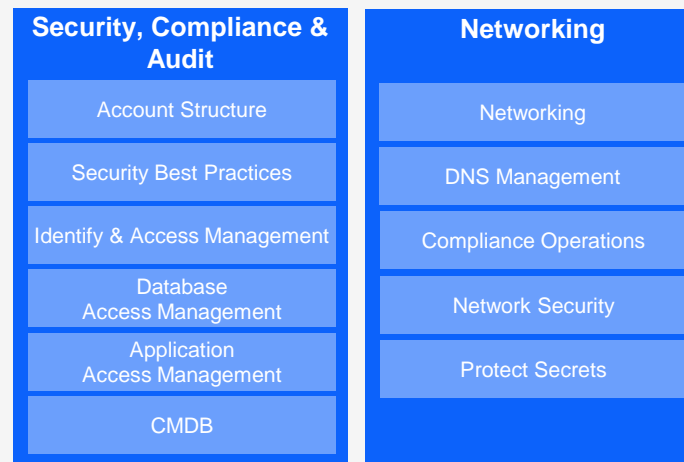 Security, Compliance &
Audit
Account Structure
Security Best Practices
Identify & Access Management
Database
Access Management
Application
Access Management
CMDB
Networking
Networking
DNS Management
Compliance Operations
Network Security
Protect Secrets